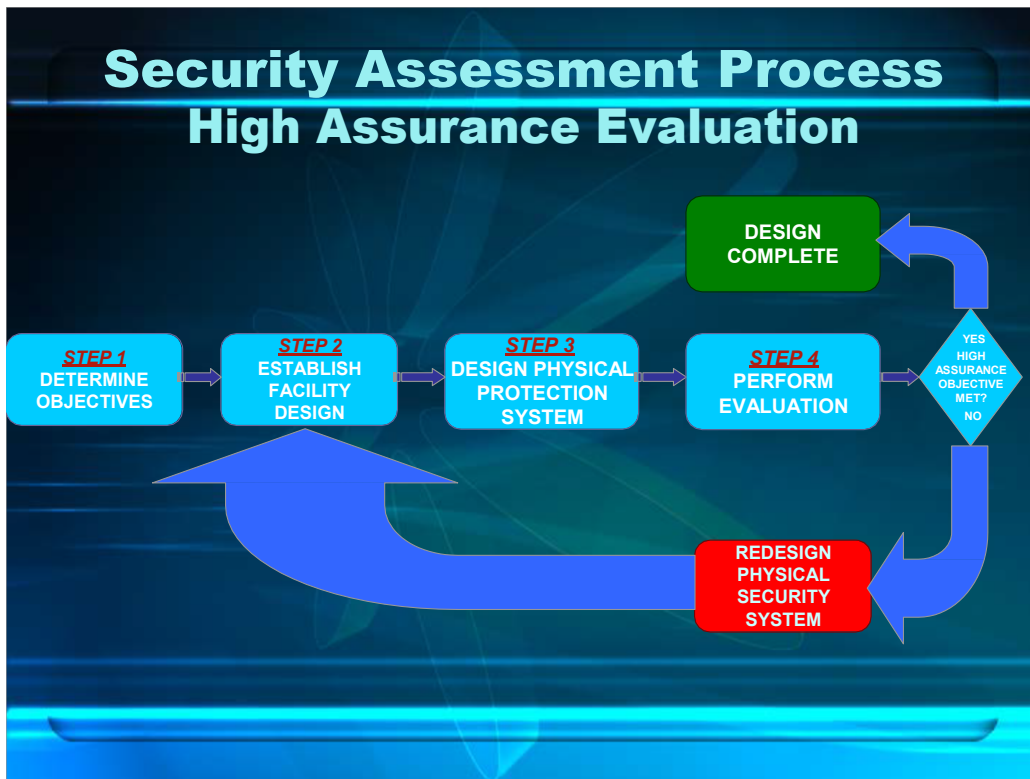 Security Assessment Process
High Assurance Evaluation
DESIGN
COMPLETE
STEP 1
DETERMINE
OBJECTIVES
STEP 2
ESTABLISH
FACILITY
DESIGN
STEP 3
DESIGN PHYSICAL
PROTECTION
SYSTEM
STEP 4
PERFORM
EVALUATION
YES
HIGH
ASSURANCE
OBJECTIVE
MET?
NO
REDESIGN
PHYSICAL
SECURITY
SYSTEM